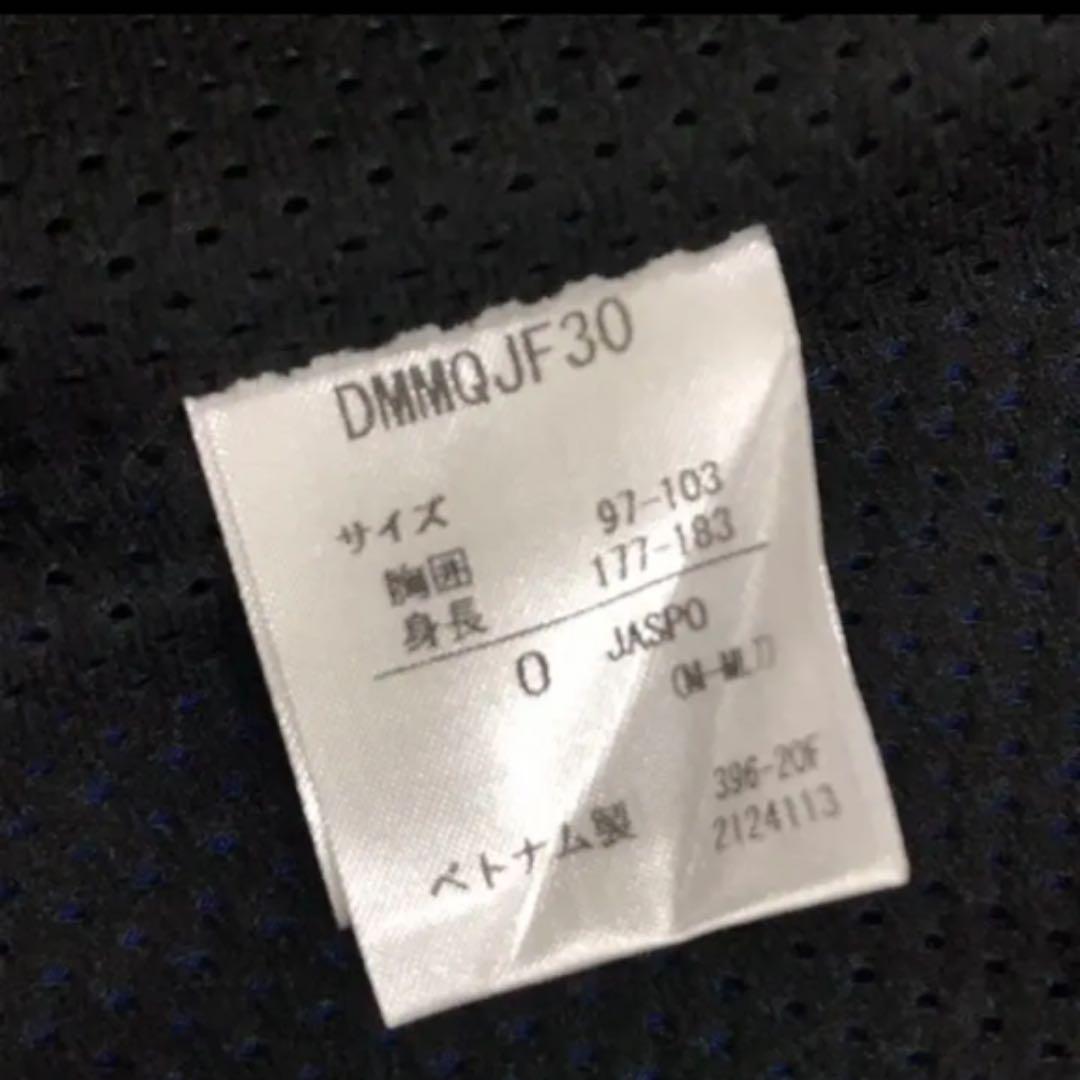 DMMQJF30
サイズ
胸囲 97-103
身長 177-183
O JASPO
396-20F
2124113
ベトナム製